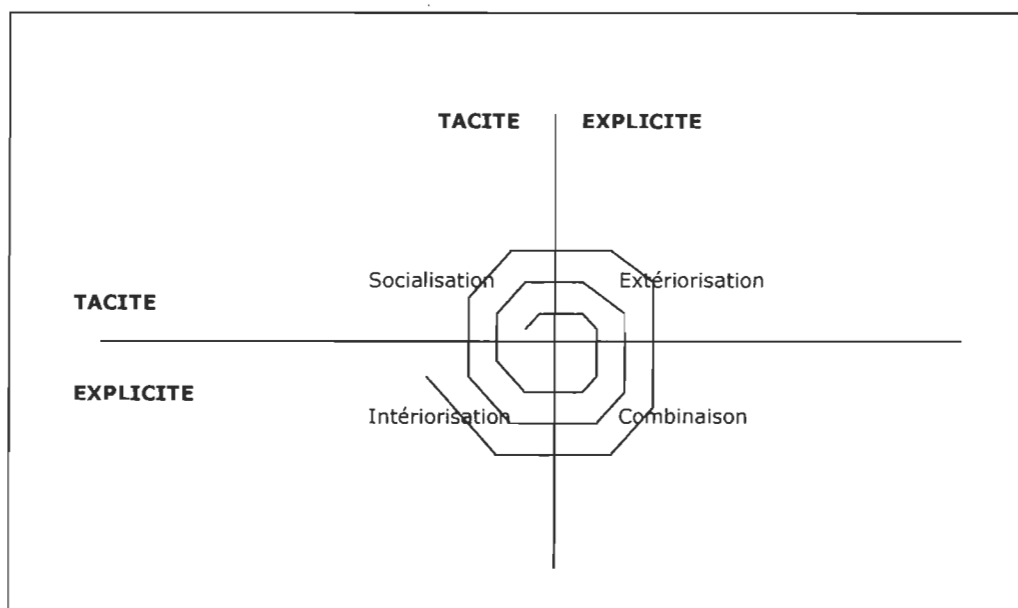 TACITE EXPLICITE
Socialisation Extériorisation
TACITE
EXPLICITE
Intériorisation Combinaison